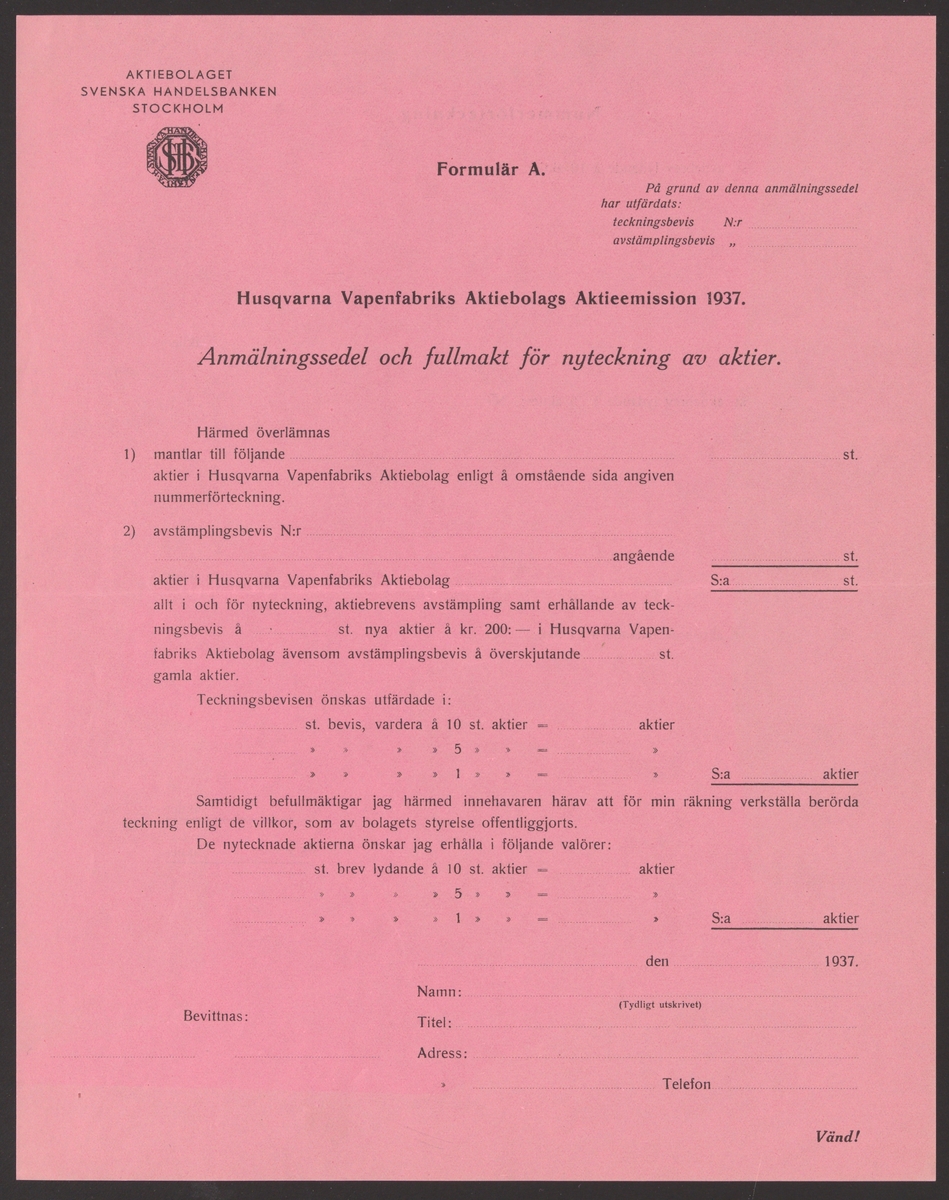 AKTIEBOLAGET
SVENSKA HANDELSBANKEN
STOCKHOLM
Formulär A.
På grund av denna anmälningssedel
har utfärdats:
teckningsbevis N:r
avstämplingsbevis „
Husqvarna Vapenfabriks Aktiebolags Aktieemission 1937.
Anmälningssedel och fullmakt för nyteckning av aktier.
Härmed överlämnas
1) mantlar till följande st.
aktier i Husqvarna Vapenfabriks Aktiebolag enligt å omstående sida angiven
nummerförteckning.
2) avstämplingsbevis N:r
angående st.
aktier i Husqvarna Vapenfabriks Aktiebolag S:a st.
allt i och för nyteckning, aktiebrevens avstämpling samt erhållande av teck-
ningsbevis å st. nya aktier å kr. 200:— i Husqvarna Vapen-
fabriks Aktiebolag ävensom avstämplingsbevis å överskjutande st.
gamla aktier.
Teckningsbevisen önskas utfärdade i:
st. bevis, vardera å 10 st. aktier = aktier
» » » » 5 » » = »
» » » » 1 » » = » S:a aktier
Samtidigt befullmäktigar jag härmed innehavaren härav att för min räkning verkställa berörda
teckning enligt de villkor, som av bolagets styrelse offentliggjorts.
De nytecknade aktierna önskar jag erhålla i följande valörer:
st. brev lydande å 10 st. aktier = aktier
» » » » 5 » » = »
» » » » 1 » » = » S:a aktier
den 1937.
Namn:
(Tydligt utskrivet)
Bevittnas:
Titel:
Adress:
» Telefon
Vänd!